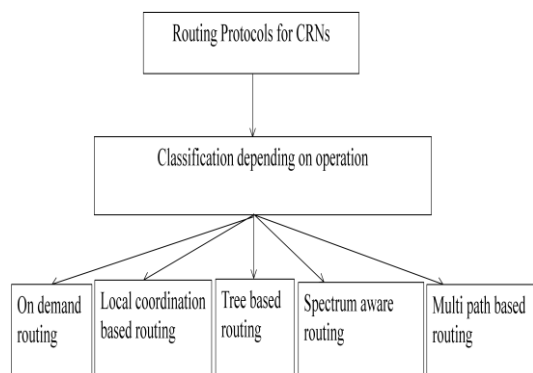 Routing Protocols for CRNs
Classification depending on operation
On demand
routing
Local coordination
based routing
Tree based
routing
Spectrum aware
routing
Multi path based
routing